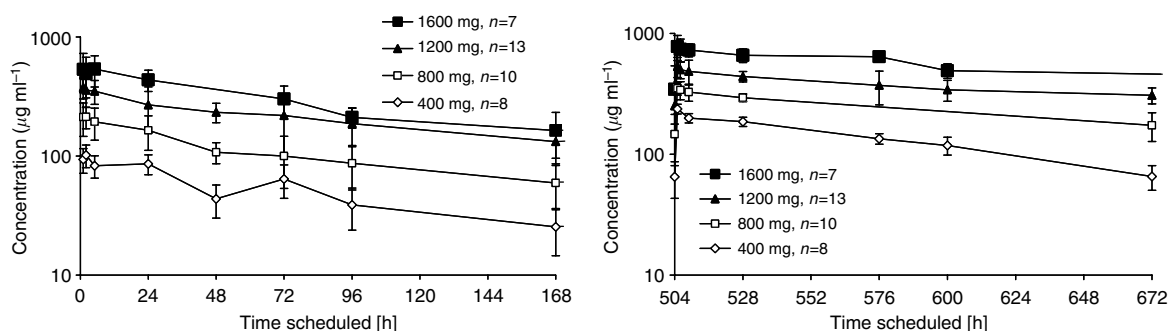 1000
100
10
Concentration (μg ml⁻¹)
1600 mg, n=7
1200 mg, n=13
800 mg, n=10
400 mg, n=8
0 24 48 72 96 120 144 168
Time scheduled [h]
1000
100
10
Concentration (μg ml⁻¹)
1600 mg, n=7
1200 mg, n=13
800 mg, n=10
400 mg, n=8
504 528 552 576 600 624 648 672
Time scheduled [h]